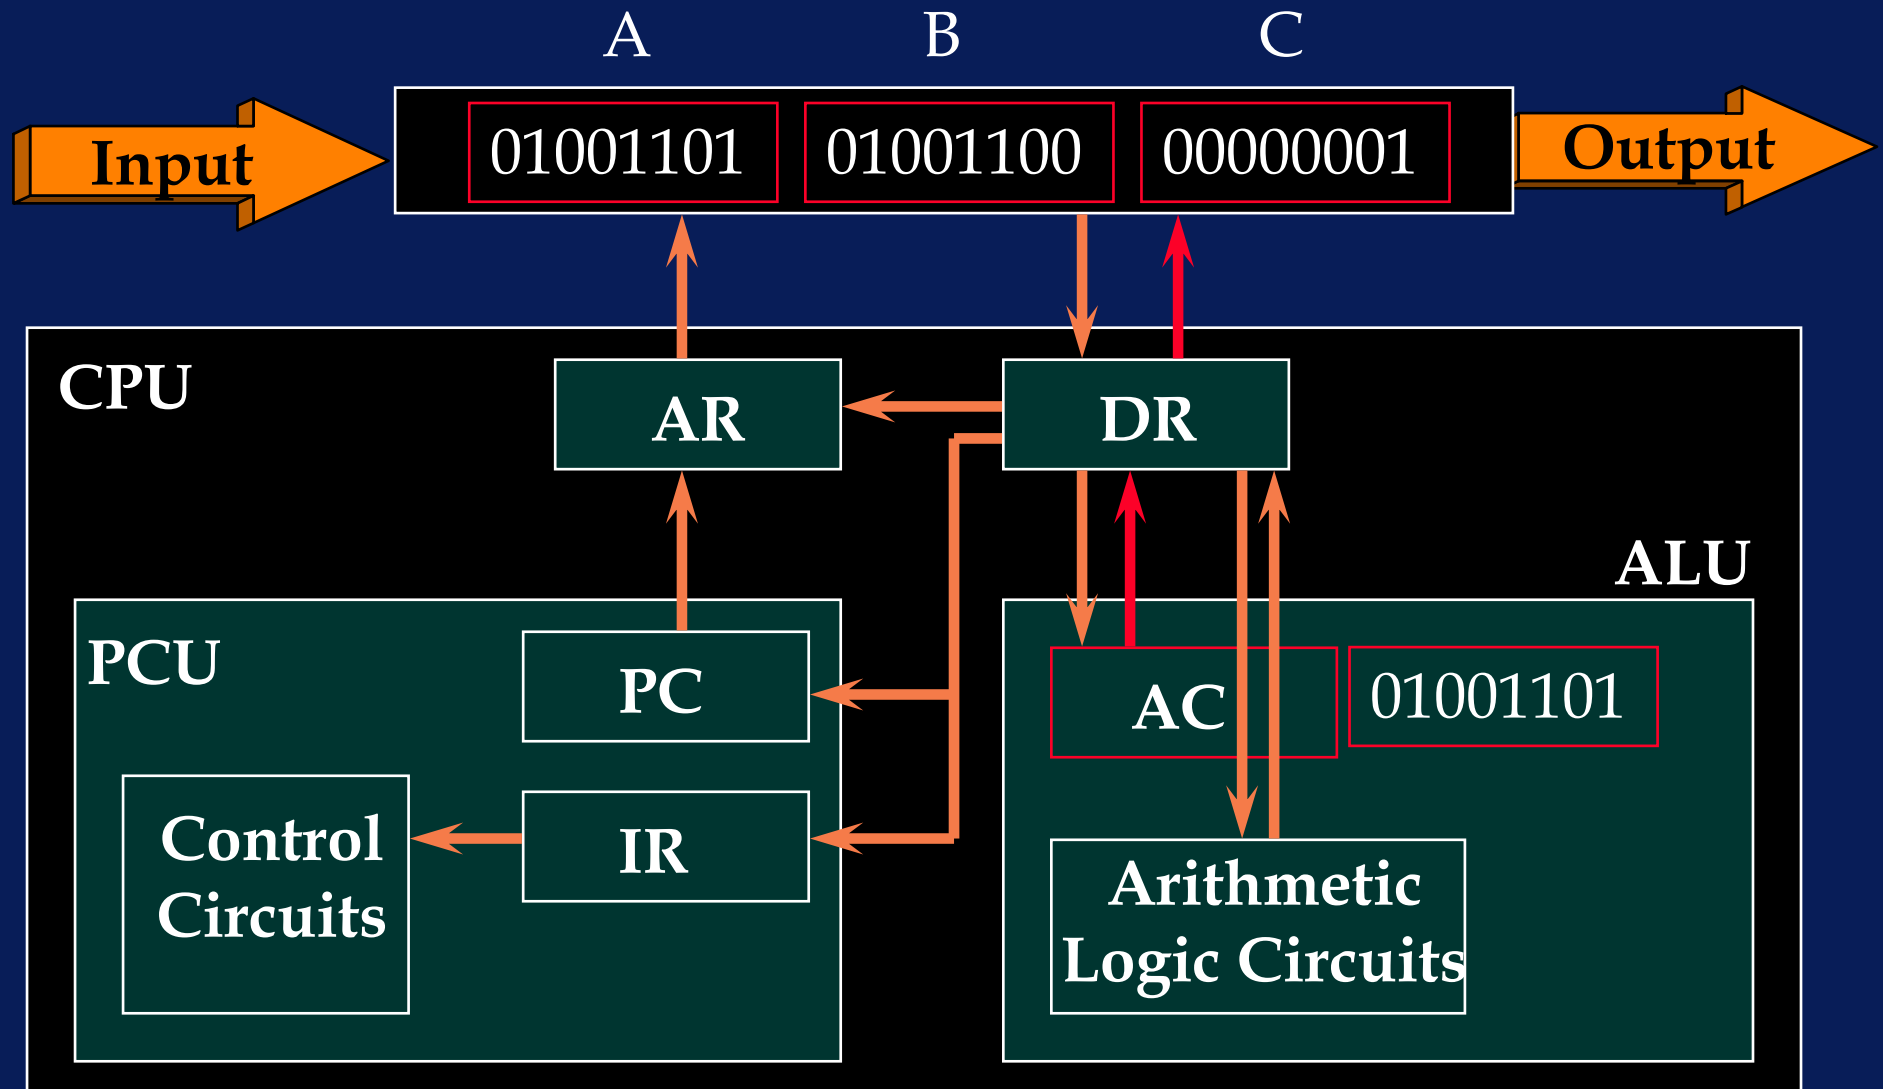 A B C
Input 01001101 01001100 00000001 Output
CPU
AR DR
ALU
PCU
PC AC 01001101
Control
Circuits
IR
Arithmetic
Logic Circuits